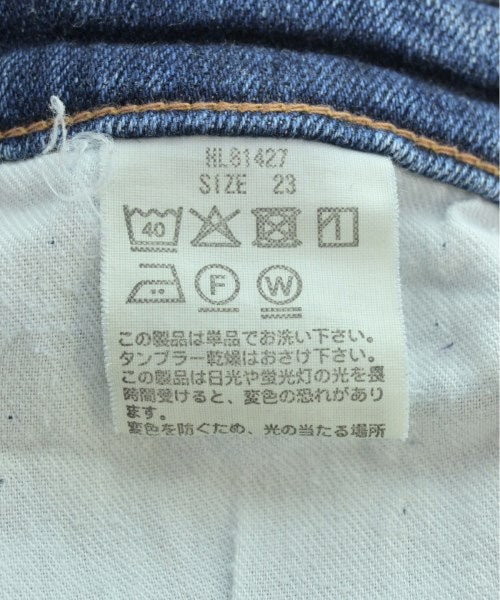 HL81427
SIZE 23
40
F W
この製品は単品でお洗い下さい。
タンブラー乾燥はおさけ下さい。
この製品は日光や蛍光灯の光を長
時間受けると、変色の恐れがあり
ます。
変色を防ぐため、光の当たる場所